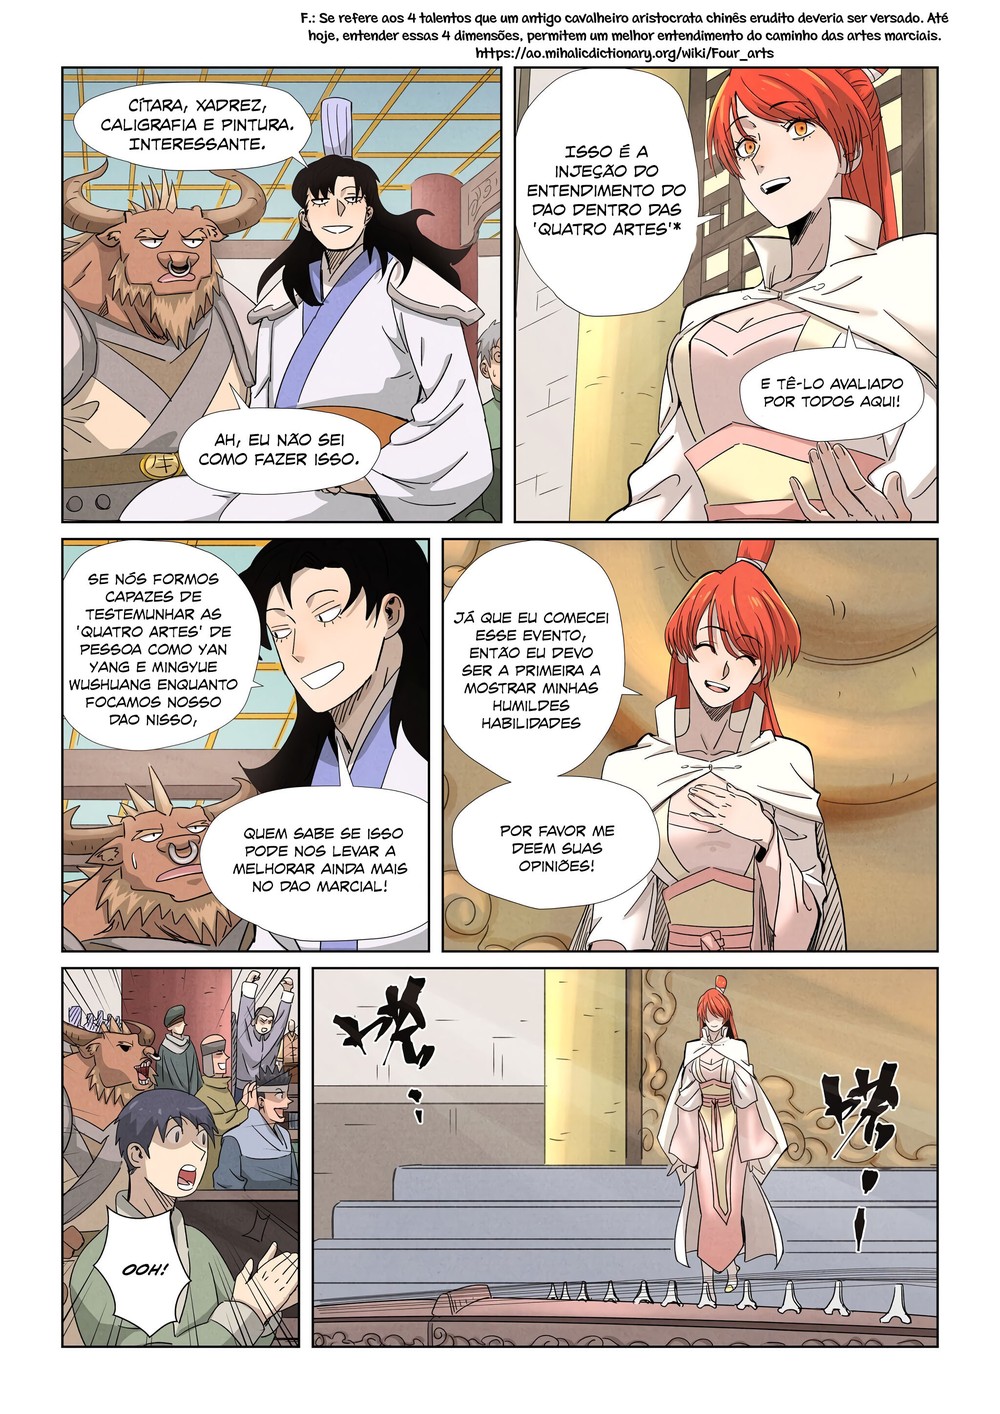 F.: Se refere aos 4 talentos que um antigo cavalheiro aristocrata chinês erudito deveria ser versado. Até
hoje, entender essas 4 dimensões, permitem um melhor entendimento do caminho das artes marciais.
https://ao.mihalicdictionary.org/wiki/Four_arts
CÍTARA, XADREZ,
CALIGRAFIA E PINTURA.
INTERESSANTE.
AH, EU NÃO SEI
COMO FAZER ISSO.
ISSO É A
INJEÇÃO DO
ENTENDIMENTO DO
DAO DENTRO DAS
'QUATRO ARTES'*
E TÊ-LO AVALIADO
POR TODOS AQUI!
SE NÓS FORMOS
CAPAZES DE
TESTEMUNHAR AS
'QUATRO ARTES' DE
PESSOA COMO YAN
YANG E MINGYUE
WUSHUANG ENQUANTO
FOCAMOS NOSSO
DAO NISSO,
QUEM SABE SE ISSO
PODE NOS LEVAR A
MELHORAR AINDA MAIS
NO DAO MARCIAL!
JÁ QUE EU COMECEI
ESSE EVENTO,
ENTÃO EU DEVO
SER A PRIMEIRA A
MOSTRAR MINHAS
HUMILDES
HABILIDADES
POR FAVOR ME
DEEM SUAS
OPINIÕES!
OOH!